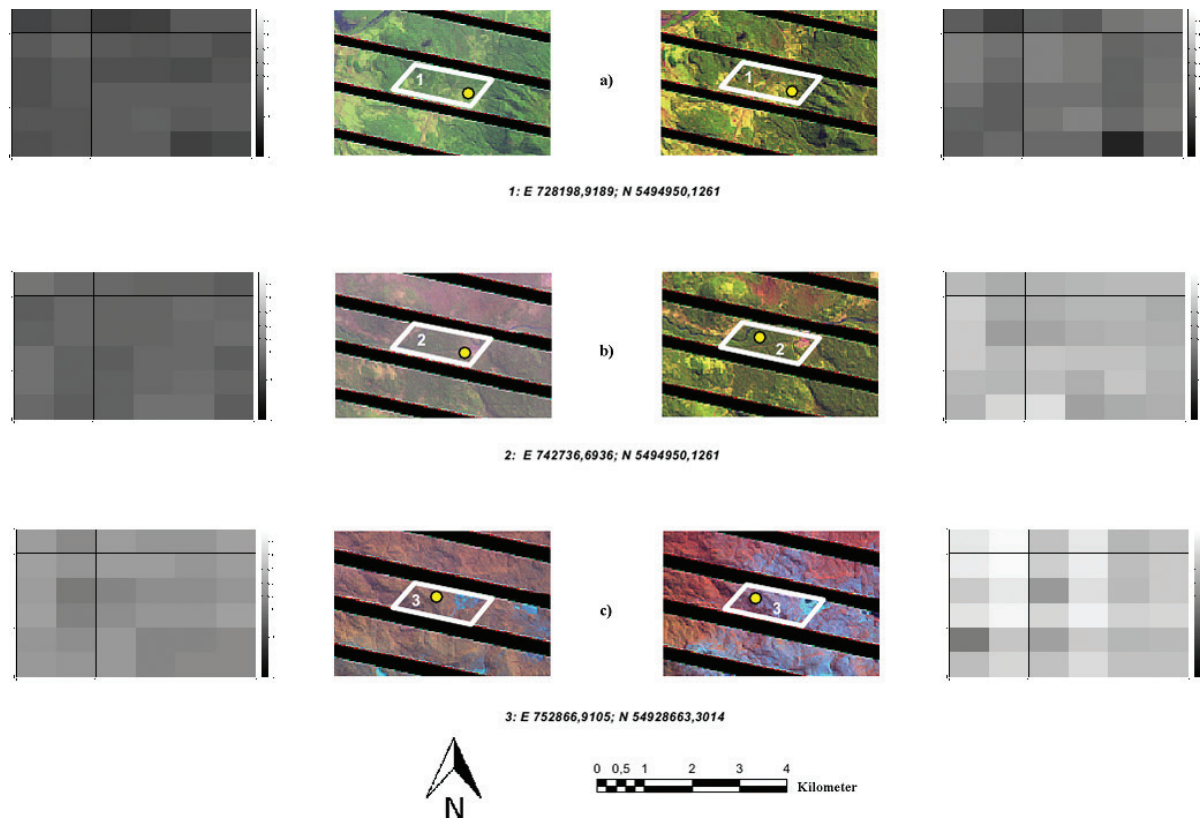 1
1
a)
1: E 728198,9189; N 5494950,1261
2
2
b)
2: E 742736,6936; N 5494950,1261
3
3
c)
3: E 752866,9105; N 54928663,3014
N
0 0,5 1 2 3 4
Kilometer